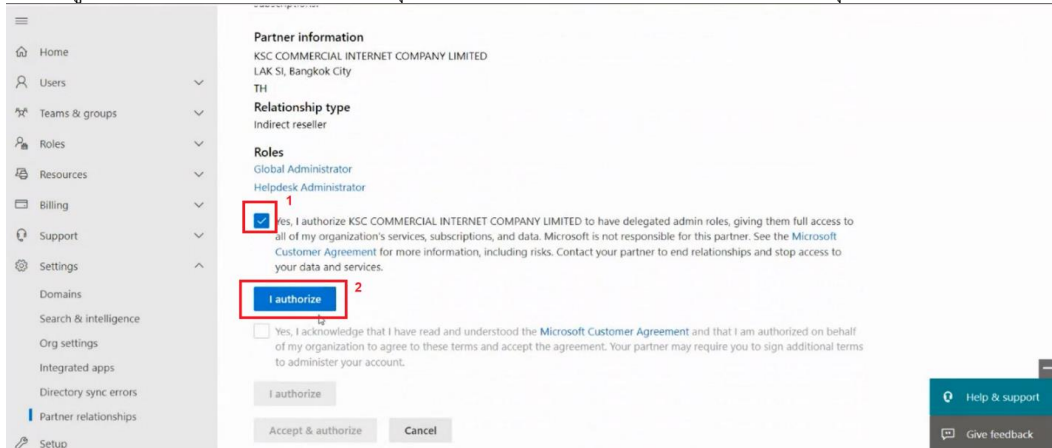 Home
Users
Teams & groups
Roles
Resources
Billing
Support
Settings
Domains
Search & intelligence
Org settings
Integrated apps
Directory sync errors
Partner relationships
Setup
Partner information
KSC COMMERCIAL INTERNET COMPANY LIMITED
LAK SI, Bangkok City
TH
Relationship type
Indirect reseller
Roles
Global Administrator
Helpdesk Administrator
1
Yes, I authorize KSC COMMERCIAL INTERNET COMPANY LIMITED to have delegated admin roles, giving them full access to
all of my organization's services, subscriptions, and data. Microsoft is not responsible for this partner. See the Microsoft
Customer Agreement for more information, including risks. Contact your partner to end relationships and stop access to
your data and services.
I authorize
2
Yes, I acknowledge that I have read and understood the Microsoft Customer Agreement and that I am authorized on behalf
of my organization to agree to these terms and accept the agreement. Your partner may require you to sign additional terms
to administer your account.
I authorize
Accept & authorize
Cancel
Help & support
Give feedback